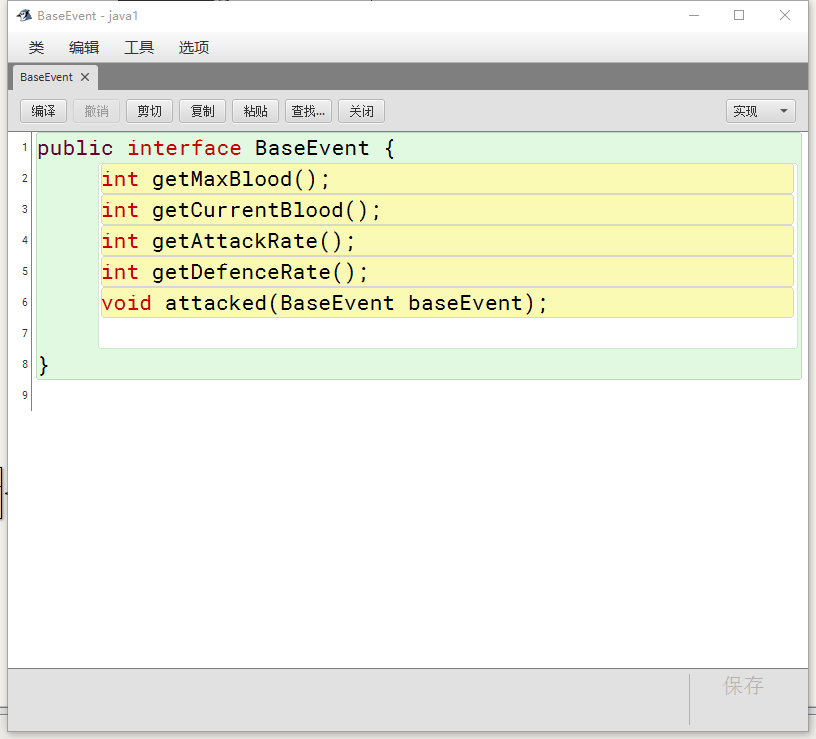 BaseEvent - java1
类 编辑 工具 选项
BaseEvent
编译 撤销 剪切 复制 粘贴 查找... 关闭 实现
1 public interface BaseEvent {
2 int getMaxBlood();
3 int getCurrentBlood();
4 int getAttackRate();
5 int getDefenceRate();
6 void attacked(BaseEvent baseEvent);
7
8 }
9
保存